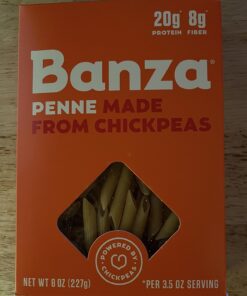 20g* 8g*
PROTEIN FIBER
Banza®
PENNE MADE
FROM CHICKPEAS
POWERED BY
CHICKPEAS
NET WT 8 OZ (227g)
*PER 3.5 OZ SERVING